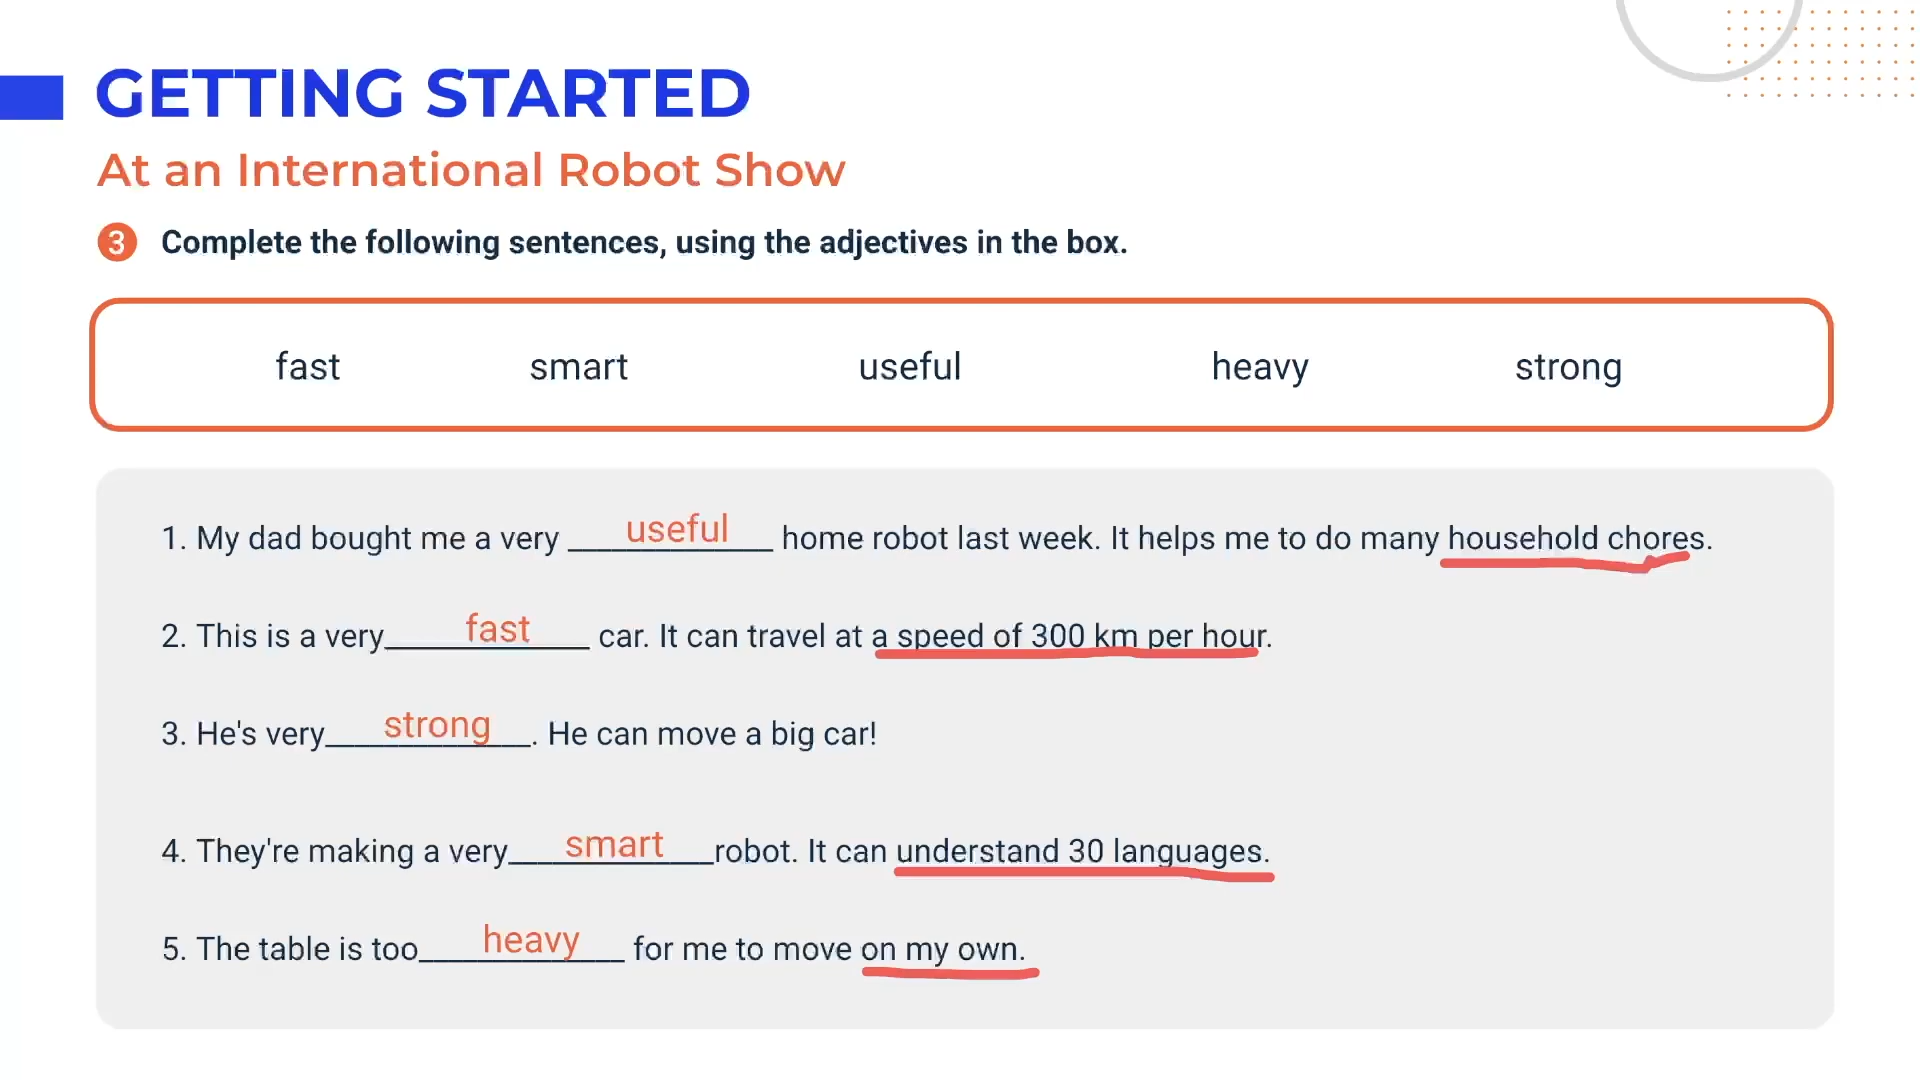 GETTING STARTED
At an International Robot Show
3 Complete the following sentences, using the adjectives in the box.
fast smart useful heavy strong
1. My dad bought me a very useful home robot last week. It helps me to do many household chores.
2. This is a very fast car. It can travel at a speed of 300 km per hour.
3. He's very strong. He can move a big car!
4. They're making a very smart robot. It can understand 30 languages.
5. The table is too heavy for me to move on my own.